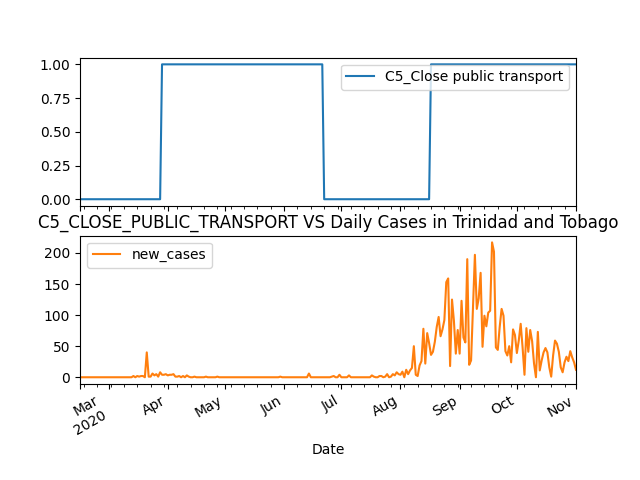 1.00
0.75
0.50
0.25
0.00
C5_Close public transport
C5_CLOSE_PUBLIC_TRANSPORT VS Daily Cases in Trinidad and Tobago
200
150
100
50
0
new_cases
Mar
2020
Apr
May
Jun
Jul
Aug
Sep
Oct
Nov
Date